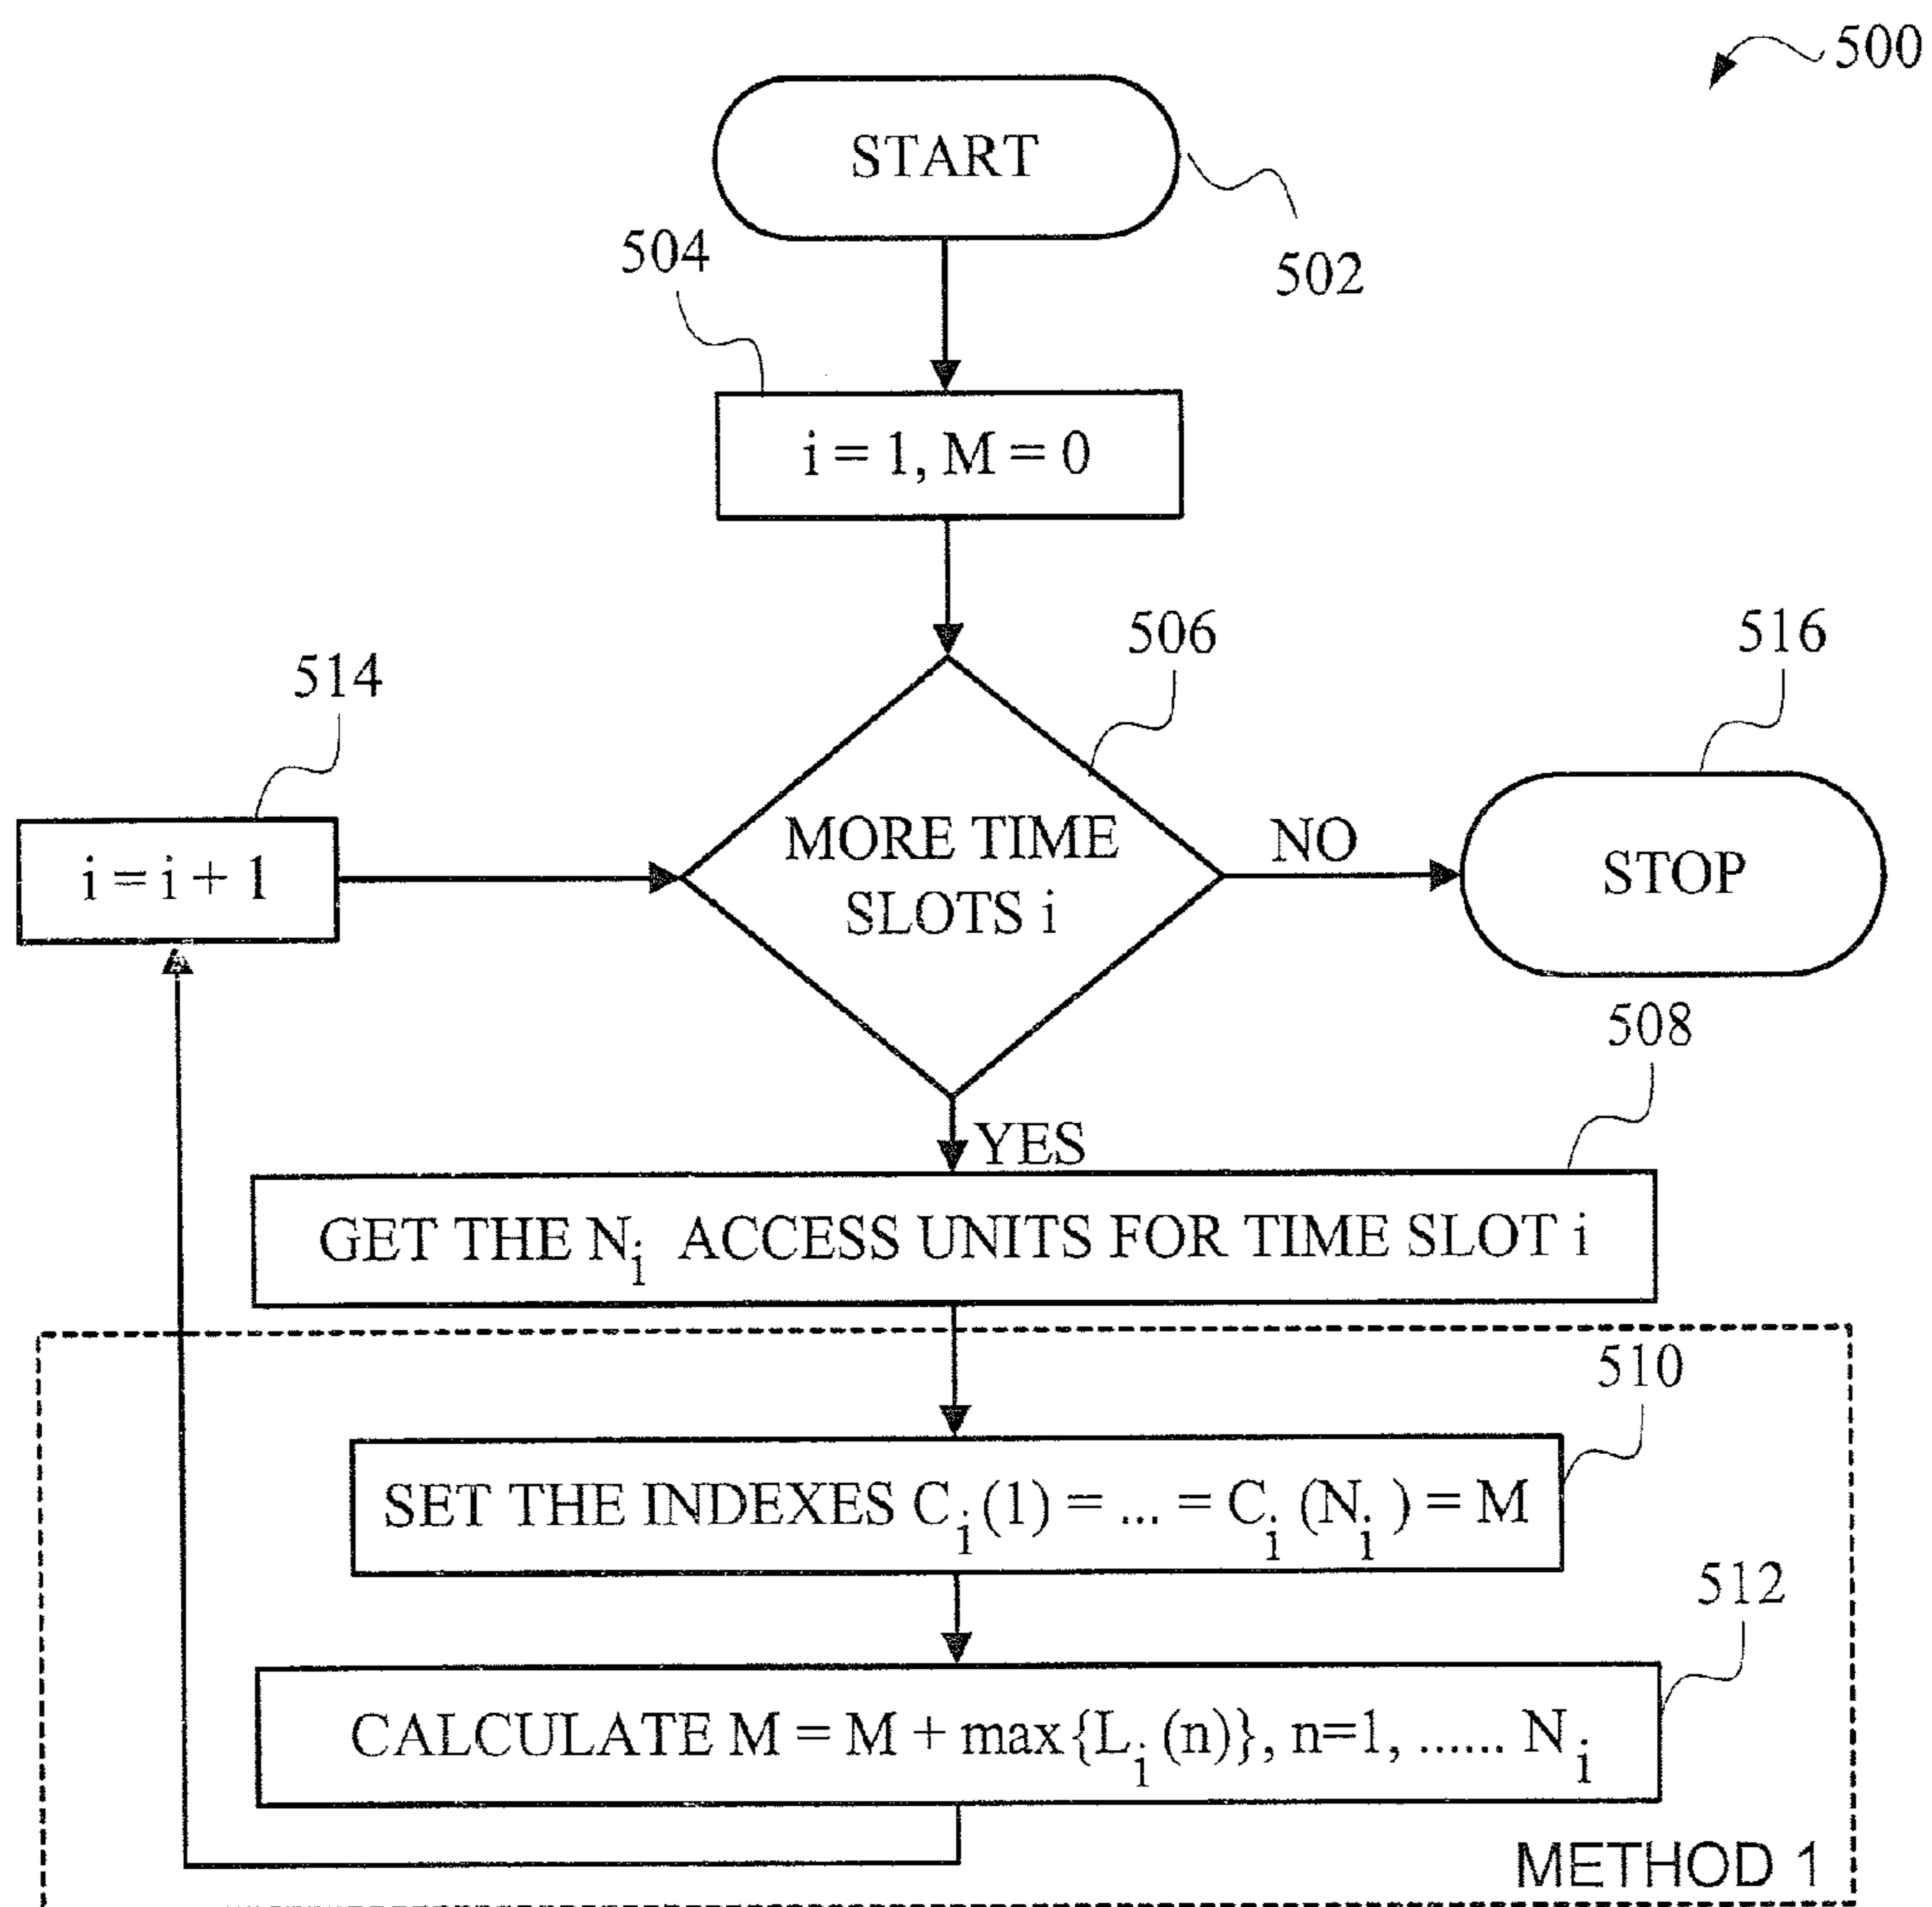 500
START
502
504
i = 1, M = 0
506
516
514
MORE TIME
SLOTS i
NO
STOP
i = i + 1
508
YES
GET THE Nᵢ ACCESS UNITS FOR TIME SLOT i
510
SET THE INDEXES Cᵢ(1) = ... = Cᵢ(Nᵢ) = M
512
CALCULATE M = M + max{Lᵢ(n)}, n=1, ...... Nᵢ
METHOD 1